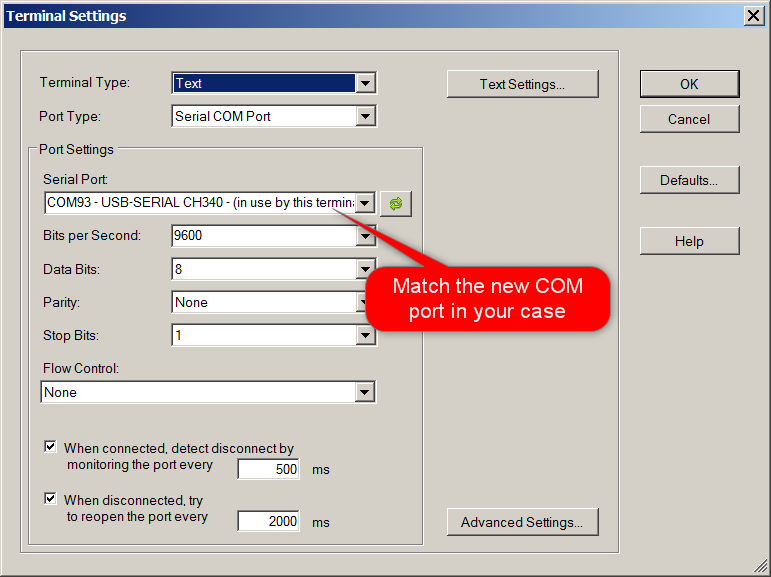 Terminal Settings
Terminal Type:
Text
Text Settings...
OK
Port Type:
Serial COM Port
Cancel
Port Settings
Serial Port:
COM93 - USB-SERIAL CH340 - (in use by this termina
Defaults...
Bits per Second:
9600
Help
Data Bits:
8
Match the new COM
port in your case
Parity:
None
Stop Bits:
1
Flow Control:
None
When connected, detect disconnect by
monitoring the port every
500
ms
When disconnected, try
to reopen the port every
2000
ms
Advanced Settings...